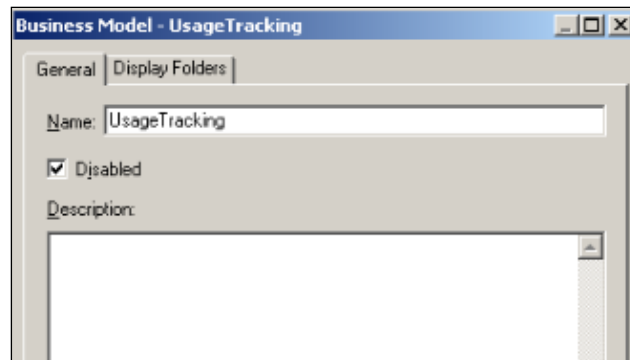 Business Model - UsageTracking
General Display Folders
Name: UsageTracking
Disabled
Description: